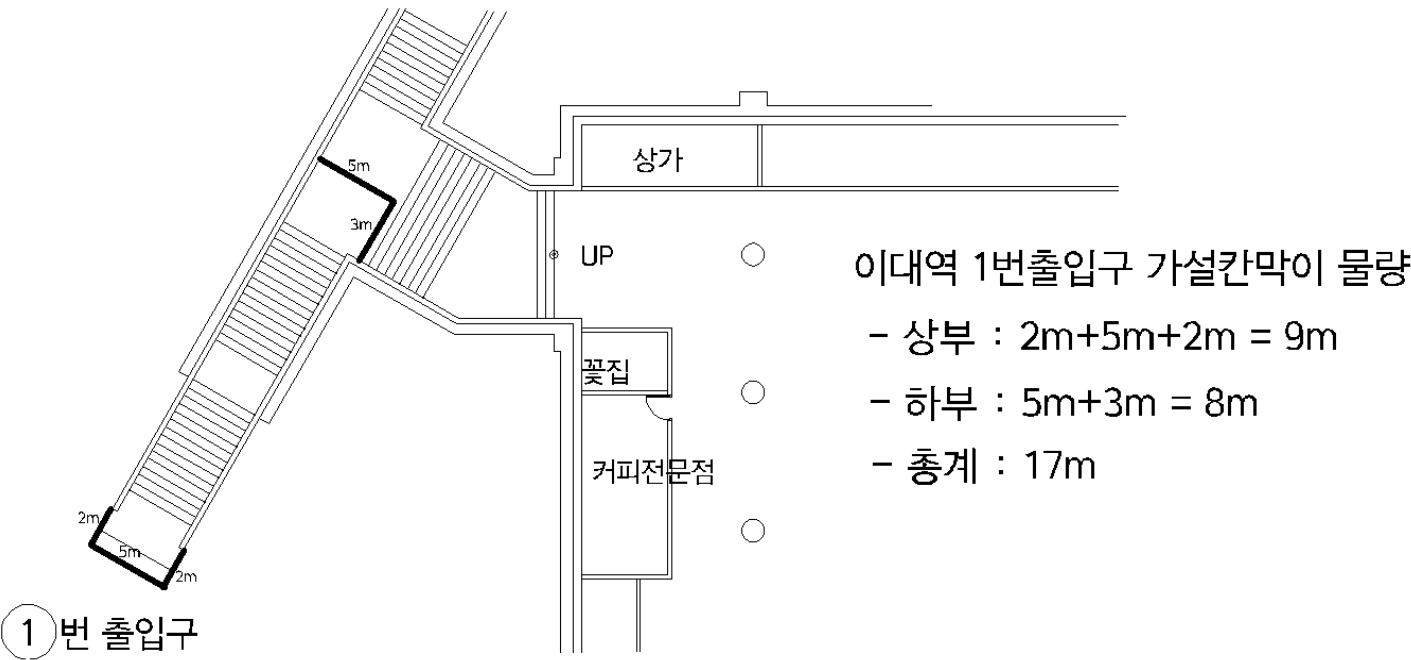 5m
상가
3m
UP
이대역 1번출입구 가설칸막이 물량
- 상부 : 2m+5m+2m = 9m
꽃집
- 하부 : 5m+3m = 8m
커피전문점
- 총계 : 17m
2m
5m
2m
1 번 출입구